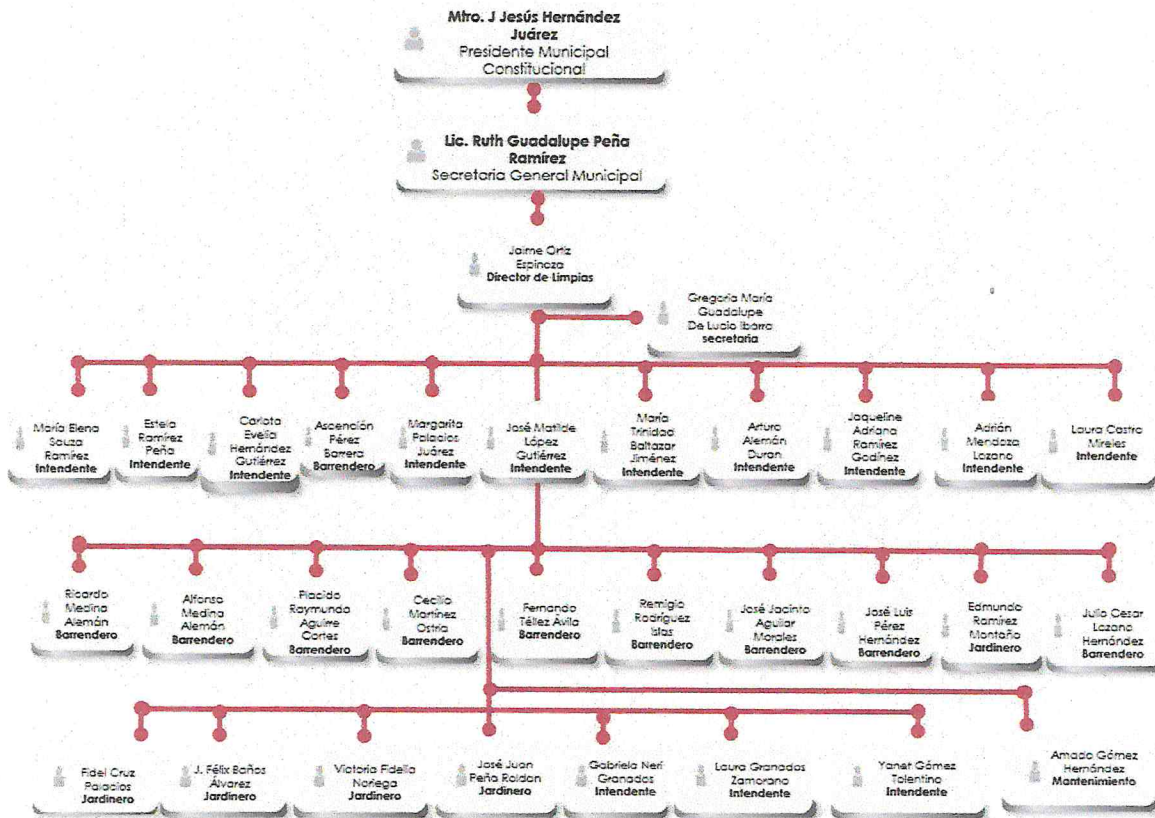 Mtro. J Jesús Hernández
Juárez
Presidente Municipal
Constitucional
Lic. Ruth Guadalupe Peña
Ramírez
Secretaria General Municipal
Jaime Ortiz
Espinoza
Director de Limpias
Gregoria María
Guadalupe
De Lucio Ibarra
secretaria
María Elena
Souza
Ramírez
Intendente
Estela
Ramírez
Peña
Intendente
Carlota
Evelia
Hernández
Gutiérrez
Intendente
Ascención
Pérez
Barrera
Barrendero
Margarita
Palacios
Juárez
Intendente
José Matilde
López
Gutiérrez
Intendente
María
Trinidad
Baltazar
Jiménez
Intendente
Arturo
Alemán
Duran
Intendente
Jaqueline
Adriana
Ramírez
Godínez
Intendente
Adrián
Mendoza
Lozano
Intendente
Laura Castro
Mireles
Intendente
Ricardo
Medina
Alemán
Barrendero
Alfonso
Medina
Alemán
Barrendero
Placido
Raymundo
Aguirre
Cortes
Barrendero
Cecilio
Martínez
Ostria
Barrendero
Fernando
Téllez Ávila
Barrendero
Remigio
Rodríguez
Islas
Barrendero
José Jacinto
Aguilar
Morales
Barrendero
José Luis
Pérez
Hernández
Barrendero
Edmundo
Ramírez
Montaño
Jardinero
Julio Cesar
Lozano
Hernández
Barrendero
Fidel Cruz
Palacios
Jardinero
J. Félix Baños
Álvarez
Jardinero
Victoria Fidelia
Noriega
Jardinero
José Juan
Peña Roldan
Jardinero
Gabriela Neri
Granados
Intendente
Laura Granados
Zamorano
Intendente
Yanet Gómez
Tolentino
Intendente
Amado Gómez
Hernández
Mantenimiento